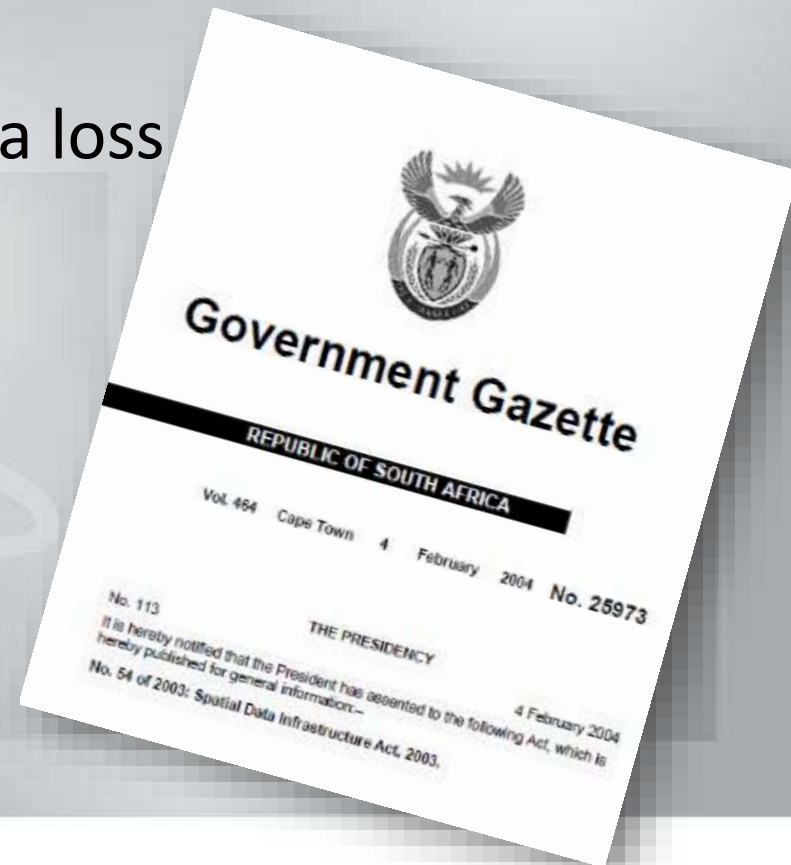 a loss
Government Gazette
REPUBLIC OF SOUTH AFRICA
Vol. 464 Cape Town 4 February 2004 No. 25973
No. 113
THE PRESIDENCY
4 February 2004
It is hereby notified that the President has assented to the following Act, which is
hereby published for general information:–
No. 54 of 2003: Spatial Data Infrastructure Act, 2003.